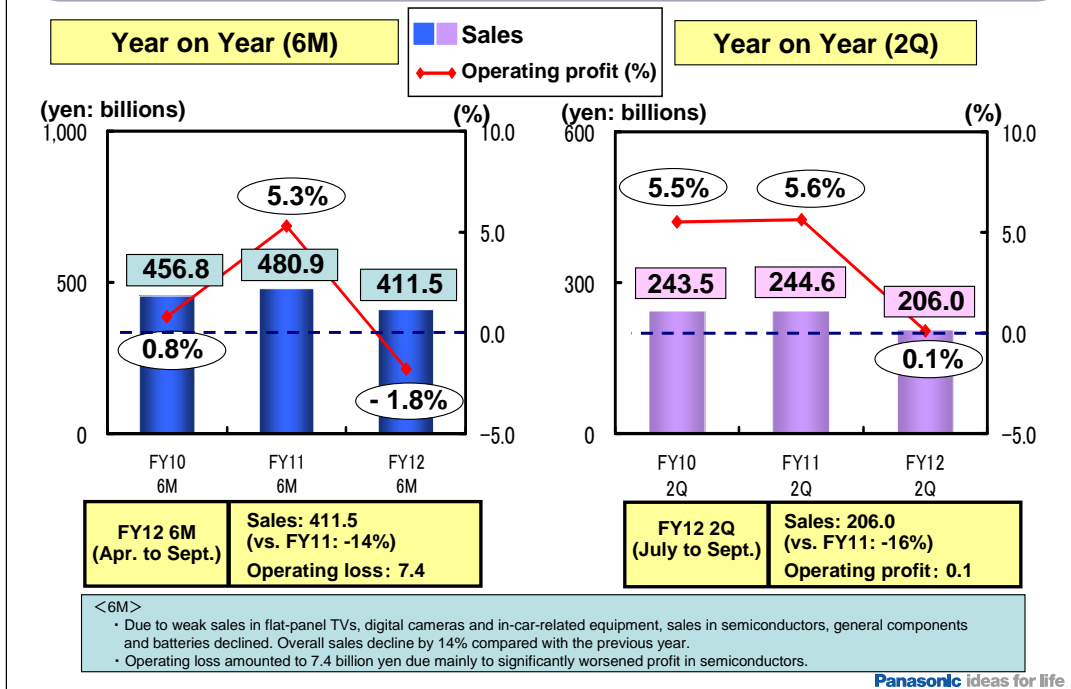 Year on Year (6M)
Sales
Operating profit (%)
Year on Year (2Q)
(yen: billions)
(%)
1,000
500
0
10.0
5.0
0.0
-5.0
5.3%
456.8
480.9
411.5
0.8%
- 1.8%
FY10
6M
FY11
6M
FY12
6M
(yen: billions)
(%)
600
300
0
10.0
5.0
0.0
-5.0
5.5%
5.6%
243.5
244.6
206.0
0.1%
FY10
2Q
FY11
2Q
FY12
2Q
FY12 6M
(Apr. to Sept.)
Sales: 411.5
(vs. FY11: -14%)
Operating loss: 7.4
FY12 2Q
(July to Sept.)
Sales: 206.0
(vs. FY11: -16%)
Operating profit: 0.1
<6M>
・Due to weak sales in flat-panel TVs, digital cameras and in-car-related equipment, sales in semiconductors, general components
and batteries declined. Overall sales decline by 14% compared with the previous year.
・Operating loss amounted to 7.4 billion yen due mainly to significantly worsened profit in semiconductors.
Panasonic ideas for life